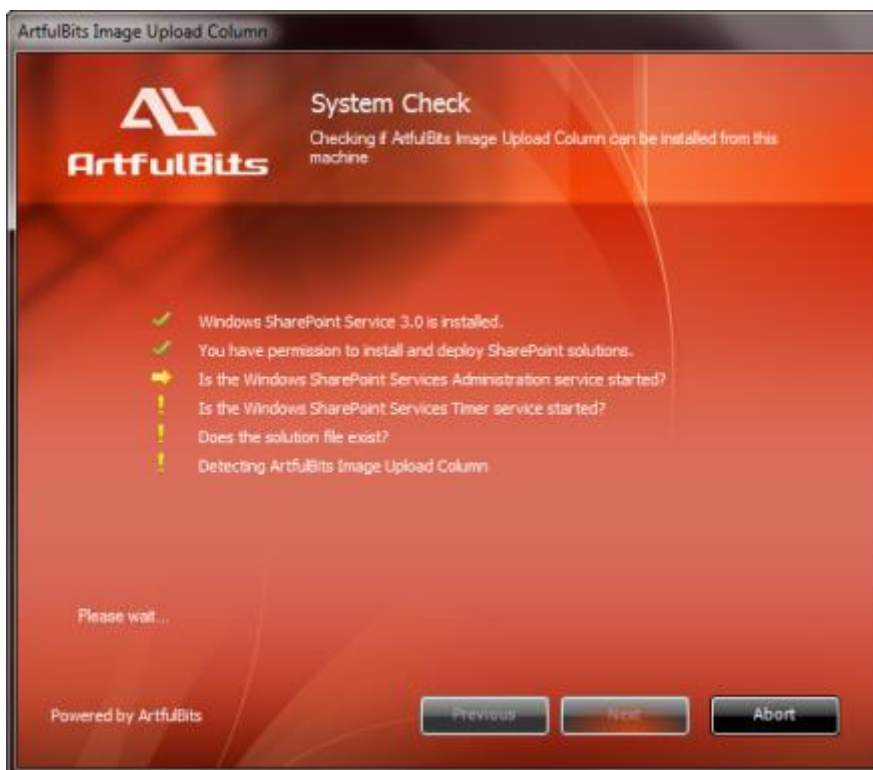 ArtfulBits Image Upload Column
ArtfulBits
System Check
Checking if ArtfulBits Image Upload Column can be installed from this
machine
Windows SharePoint Service 3.0 is installed.
You have permission to install and deploy SharePoint solutions.
Is the Windows SharePoint Services Administration service started?
Is the Windows SharePoint Services Timer service started?
Does the solution file exist?
Detecting ArtfulBits Image Upload Column
Please wait...
Powered by ArtfulBits
Previous
Next
Abort